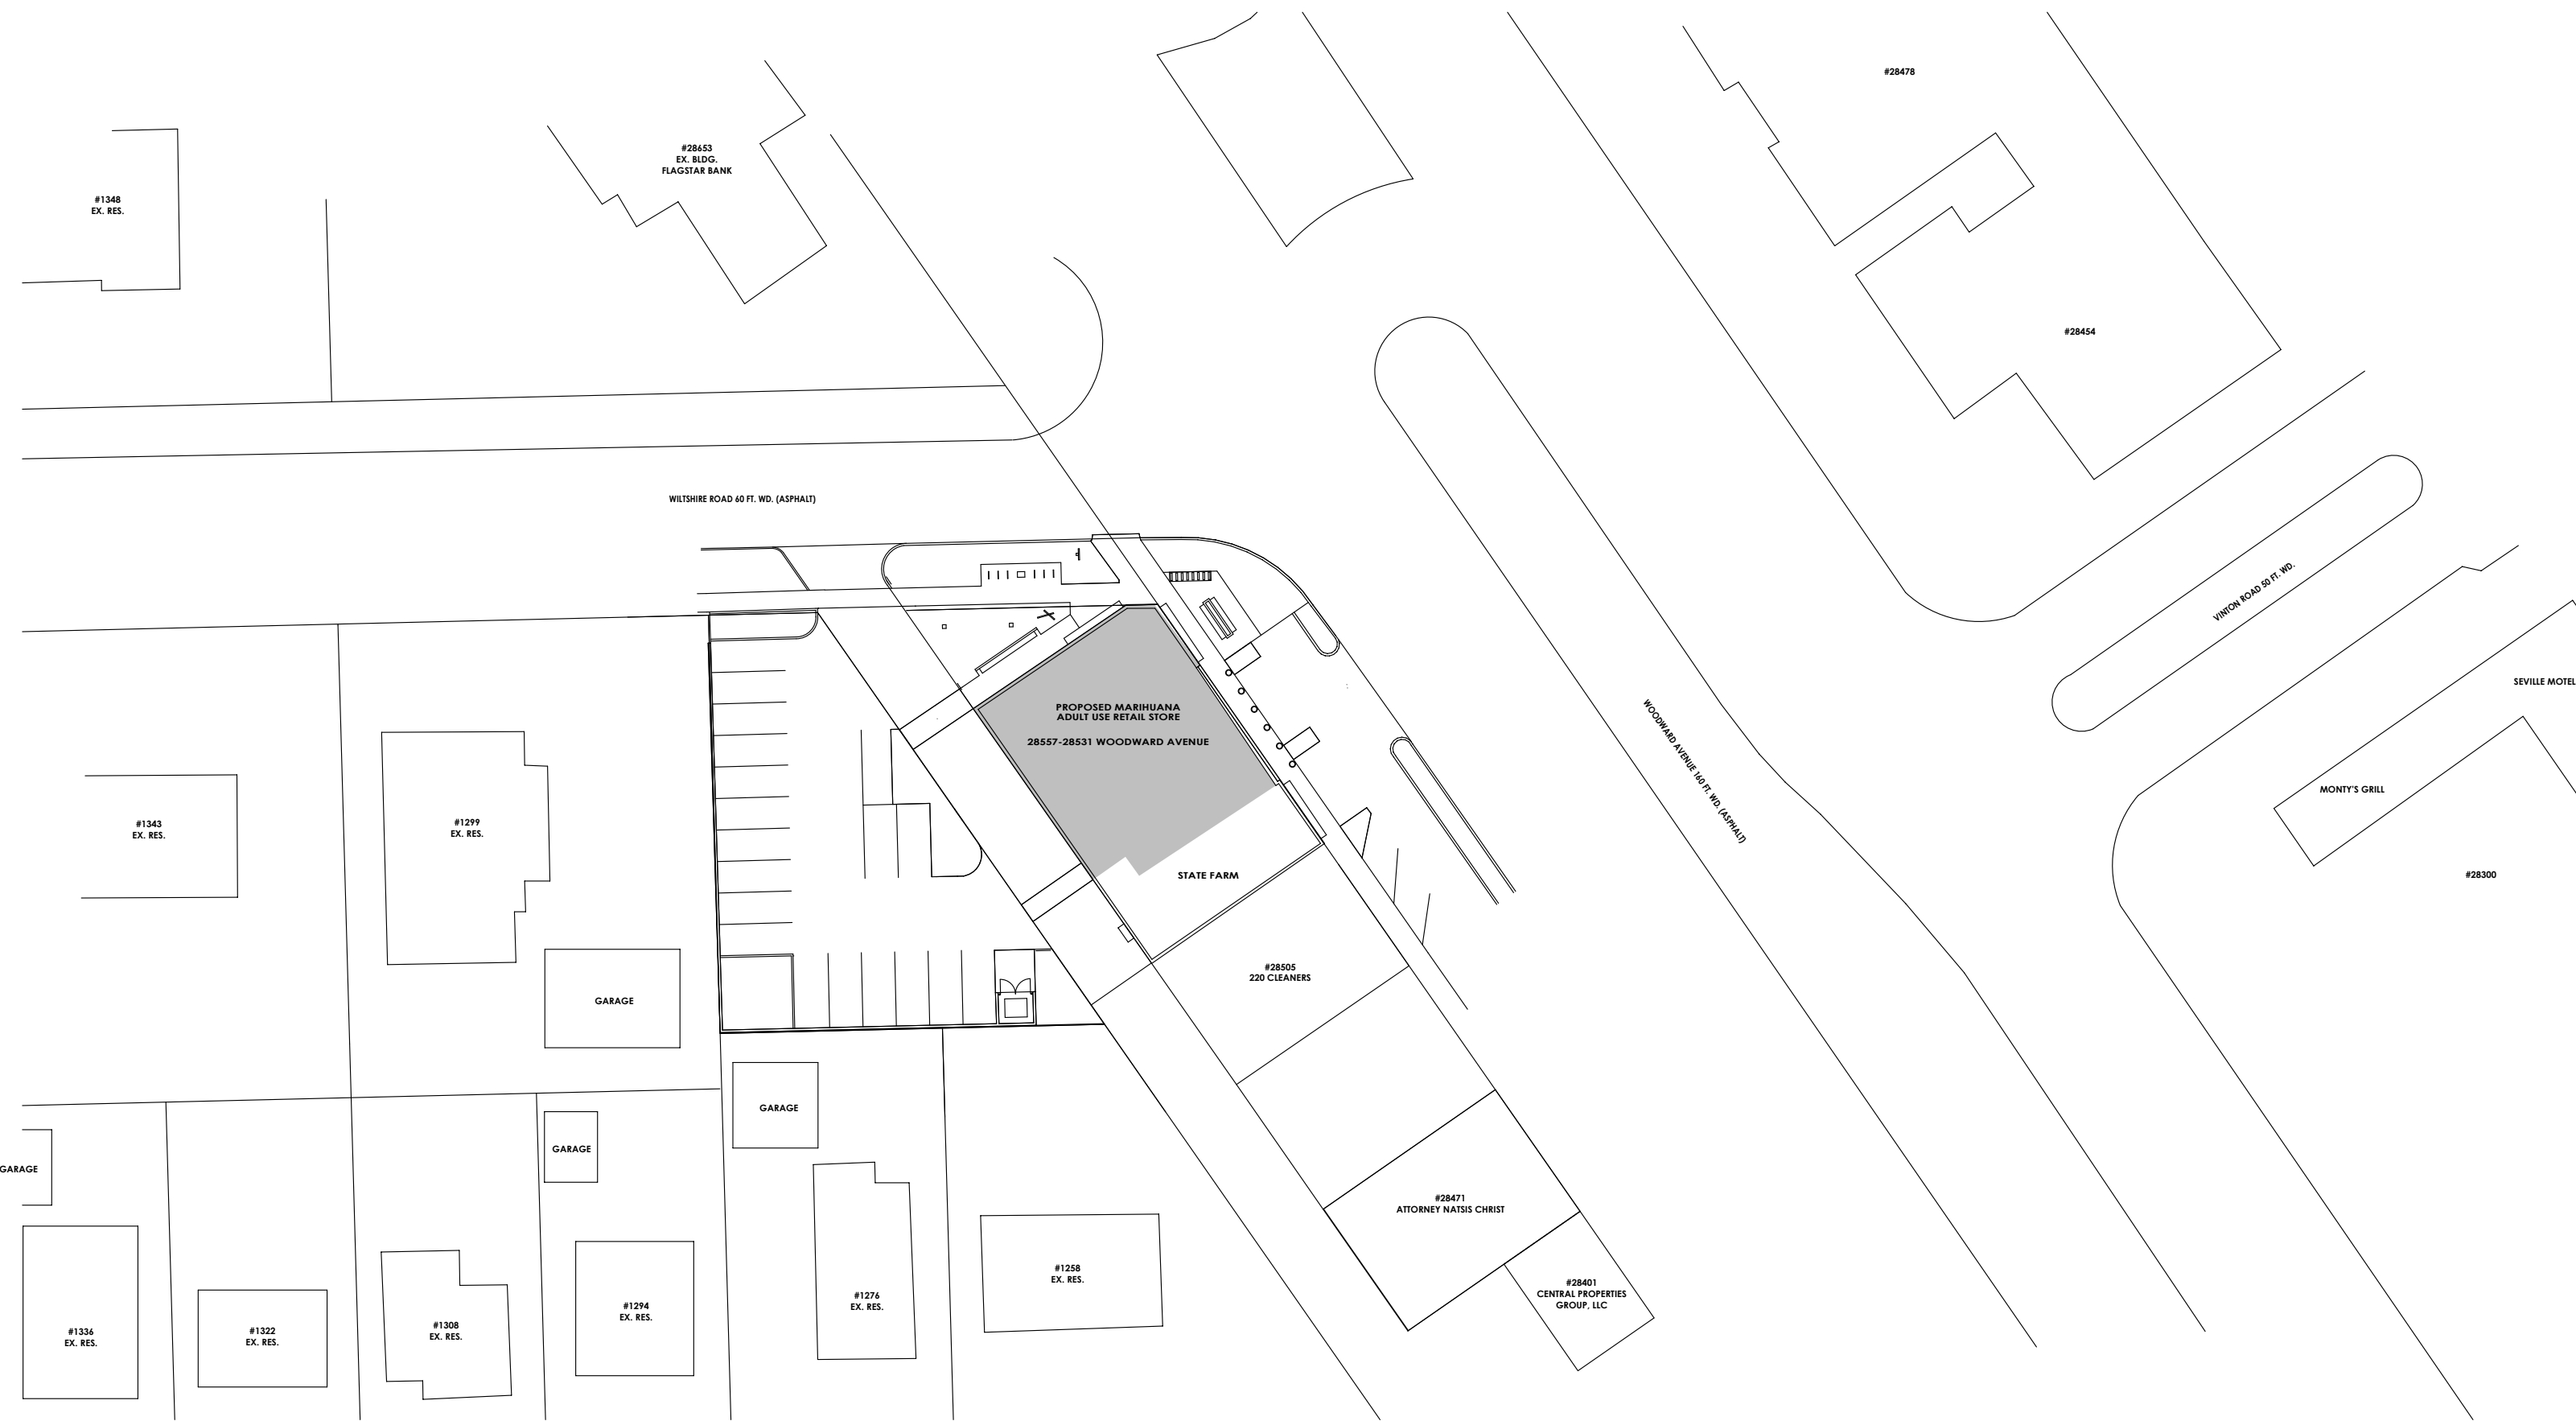 #28478
#28653
EX. BLDG.
FLAGSTAR BANK
#1348
EX. RES.
#28454
WILTSHIRE ROAD 60 FT. WD. (ASPHALT)
VINTON ROAD 50 FT. WD.
SEVILLE MOTEL
PROPOSED MARIHUANA
ADULT USE RETAIL STORE
28557-28531 WOODWARD AVENUE
WOODWARD AVENUE 160 FT. WD. (ASPHALT)
MONTY'S GRILL
#1343
EX. RES.
#1299
EX. RES.
STATE FARM
#28300
#28505
220 CLEANERS
GARAGE
GARAGE
GARAGE
GARAGE
#28471
ATTORNEY NATSIS CHRIST
#1258
EX. RES.
#28401
CENTRAL PROPERTIES
GROUP, LLC
#1276
EX. RES.
#1294
EX. RES.
#1308
EX. RES.
#1322
EX. RES.
#1336
EX. RES.